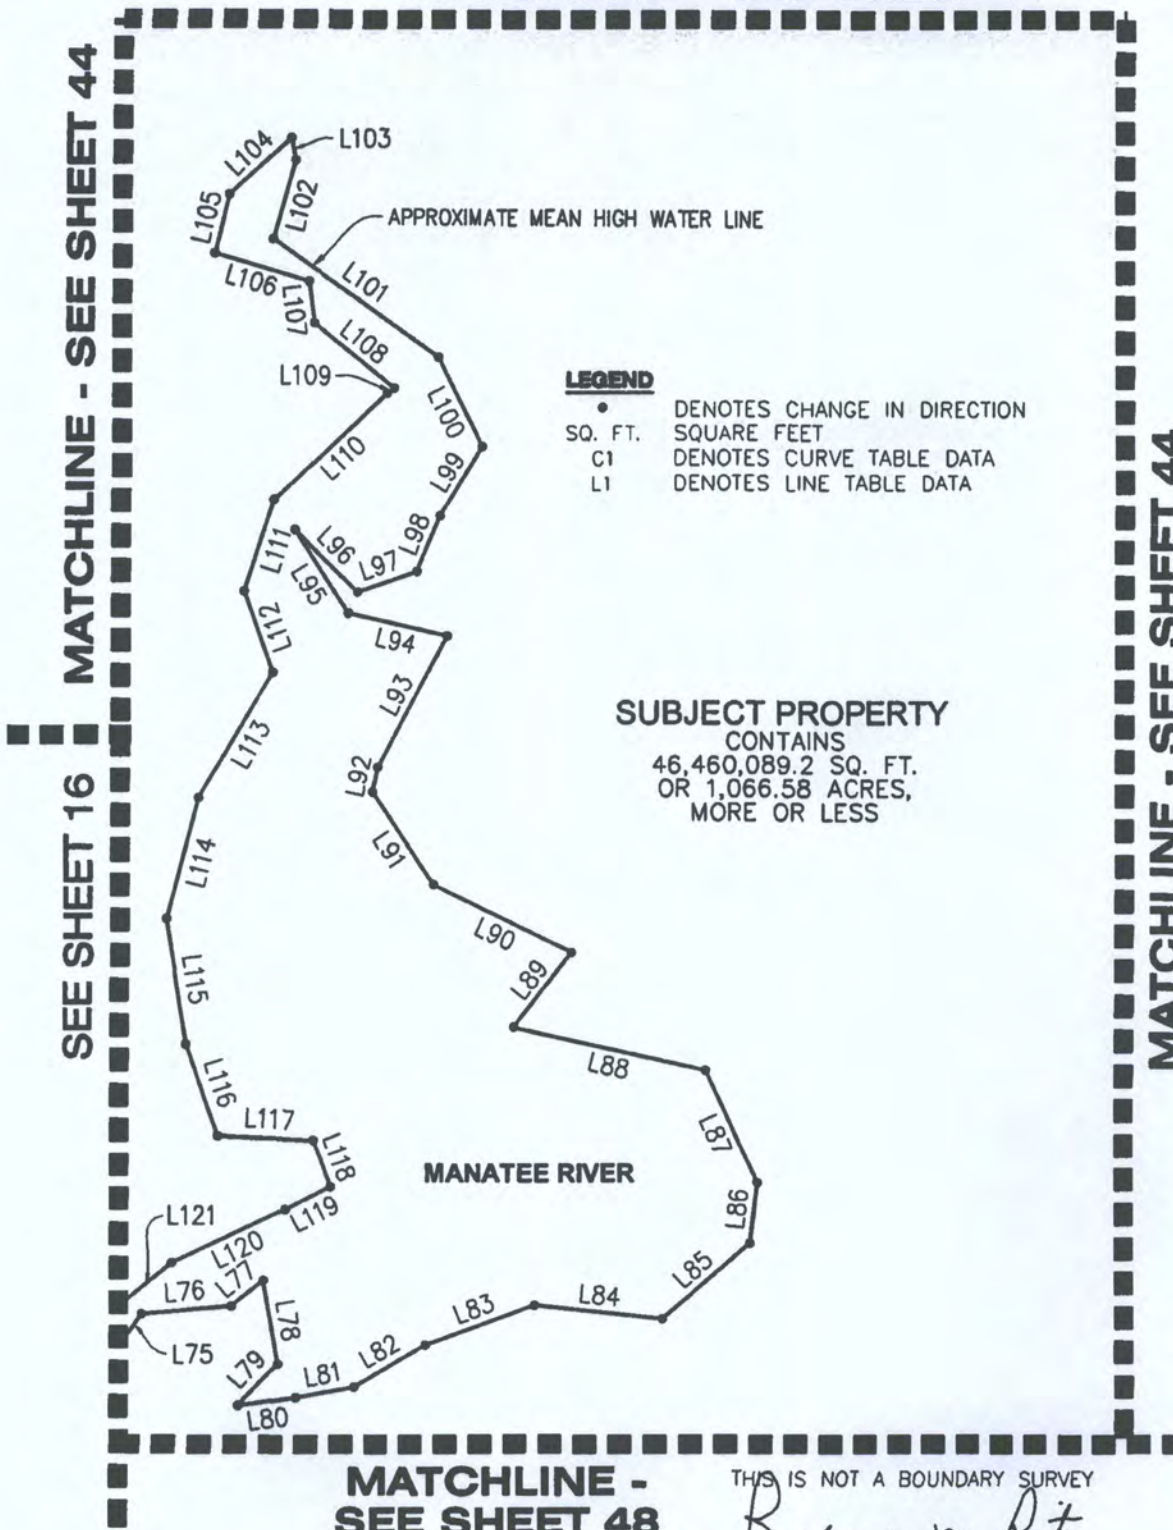 MATCHLINE - SEE SHEET 44
SEE SHEET 16
L104
L103
L102
L105
APPROXIMATE MEAN HIGH WATER LINE
L106
L101
L107
L108
L109
L100
L110
L99
L98
L111
L96
L97
L95
L94
L112
L93
L113
L92
L91
L114
L90
L115
L89
L88
L116
L117
L118
L87
L86
L119
L121
L120
L85
L76
L77
L78
L83
L84
L75
L79
L82
L81
L80
LEGEND
• DENOTES CHANGE IN DIRECTION
SQ. FT. SQUARE FEET
C1 DENOTES CURVE TABLE DATA
L1 DENOTES LINE TABLE DATA
SUBJECT PROPERTY
CONTAINS
46,460,089.2 SQ. FT.
OR 1,066.58 ACRES,
MORE OR LESS
MANATEE RIVER
MATCHLINE - SEE SHEET 44
MATCHLINE -
SEE SHEET 48
THIS IS NOT A BOUNDARY SURVEY